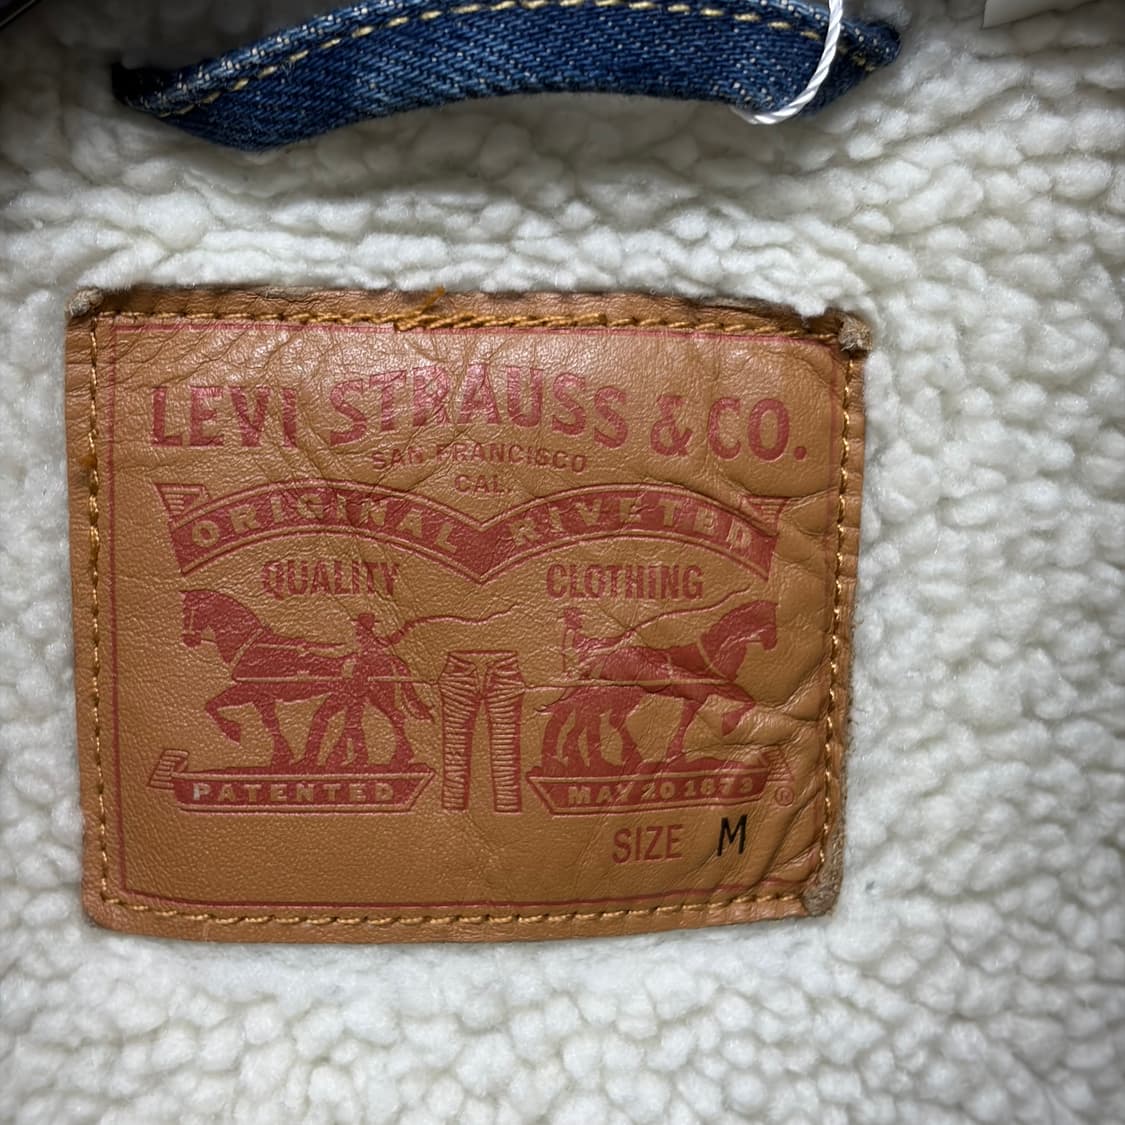 LEVI STRAUSS & CO.
SAN FRANCISCO
CAL.
ORIGINAL RIVETED
QUALITY CLOTHING
PATENTED MAY 20 1873 ®
SIZE M